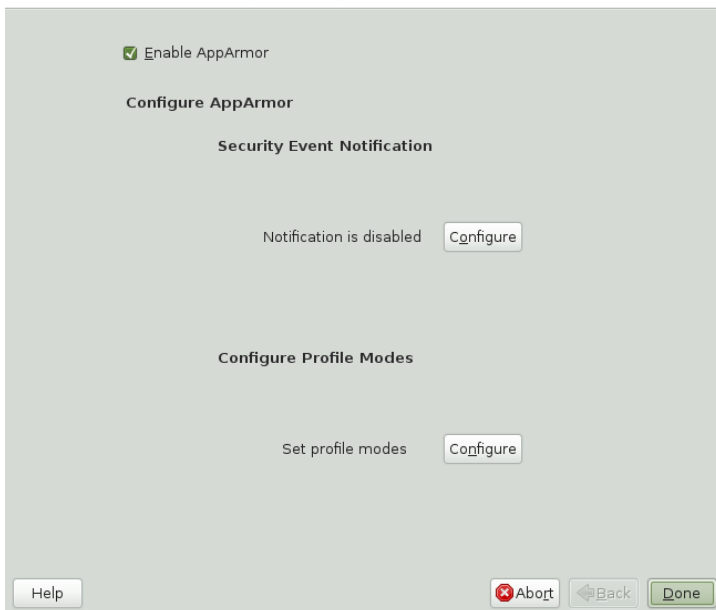 Enable AppArmor
Configure AppArmor
Security Event Notification
Notification is disabled Configure
Configure Profile Modes
Set profile modes Configure
Help Abort Back Done